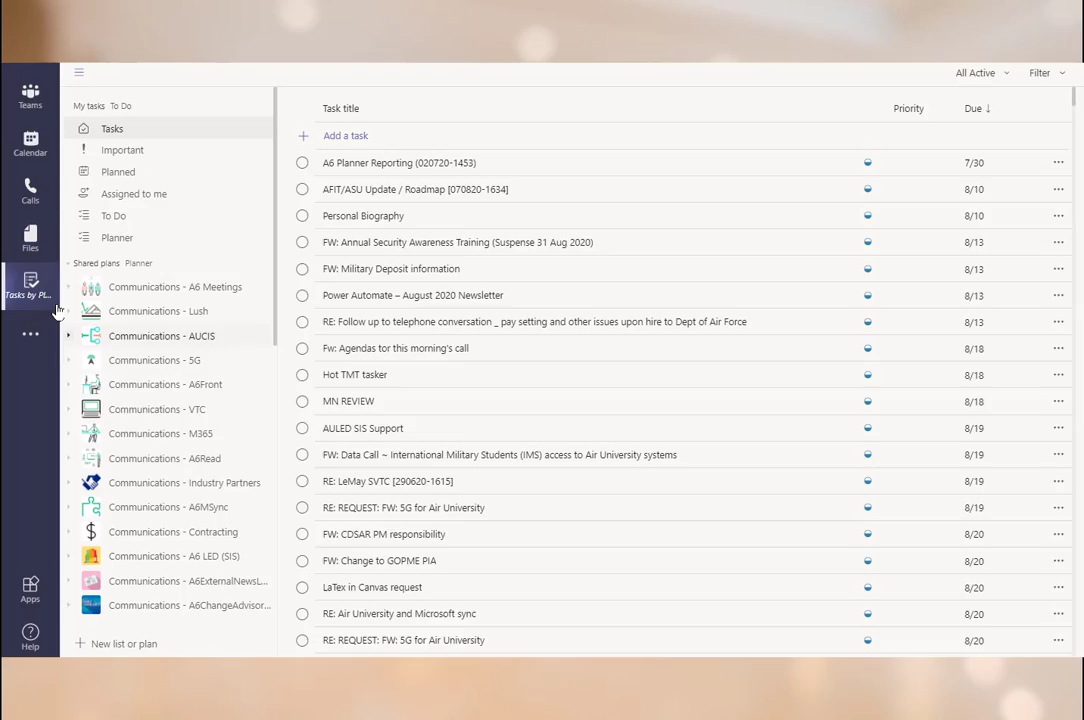 All Active
Filter
Teams
Calendar
Calls
Files
Tasks by PL...
Apps
Help
My tasks To Do
Tasks
Important
Planned
Assigned to me
To Do
Planner
Shared plans Planner
Communications - A6 Meetings
Communications - Lush
Communications - AUCIS
Communications - 5G
Communications - A6Front
Communications - VTC
Communications - M365
Communications - A6Read
Communications - Industry Partners
Communications - A6MSync
Communications - Contracting
Communications - A6 LED (SIS)
Communications - A6ExternalNewsL...
Communications - A6ChangeAdvisor...
New list or plan
Task title Priority Due ↓
Add a task
A6 Planner Reporting (020720-1453) 7/30
AFIT/ASU Update / Roadmap [070820-1634] 8/10
Personal Biography 8/10
FW: Annual Security Awareness Training (Suspense 31 Aug 2020) 8/13
FW: Military Deposit information 8/13
Power Automate – August 2020 Newsletter 8/13
RE: Follow up to telephone conversation _ pay setting and other issues upon hire to Dept of Air Force 8/13
Fw: Agendas tor this morning's call 8/18
Hot TMT tasker 8/18
MN REVIEW 8/18
AULED SIS Support 8/19
FW: Data Call ~ International Military Students (IMS) access to Air University systems 8/19
RE: LeMay SVTC [290620-1615] 8/19
RE: REQUEST: FW: 5G for Air University 8/19
FW: CDSAR PM responsibility 8/20
FW: Change to GOPME PIA 8/20
LaTex in Canvas request 8/20
RE: Air University and Microsoft sync 8/20
RE: REQUEST: FW: 5G for Air University 8/20